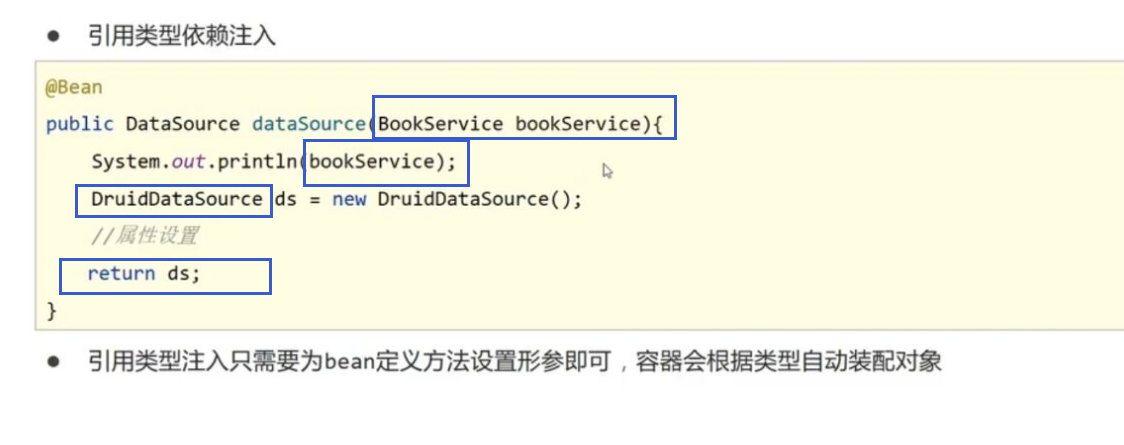 ● 引用类型依赖注入
@Bean
public DataSource dataSource(BookService bookService){
System.out.println(bookService);
DruidDataSource ds = new DruidDataSource();
//属性设置
return ds;
}
● 引用类型注入只需要为bean定义方法设置形参即可，容器会根据类型自动装配对象